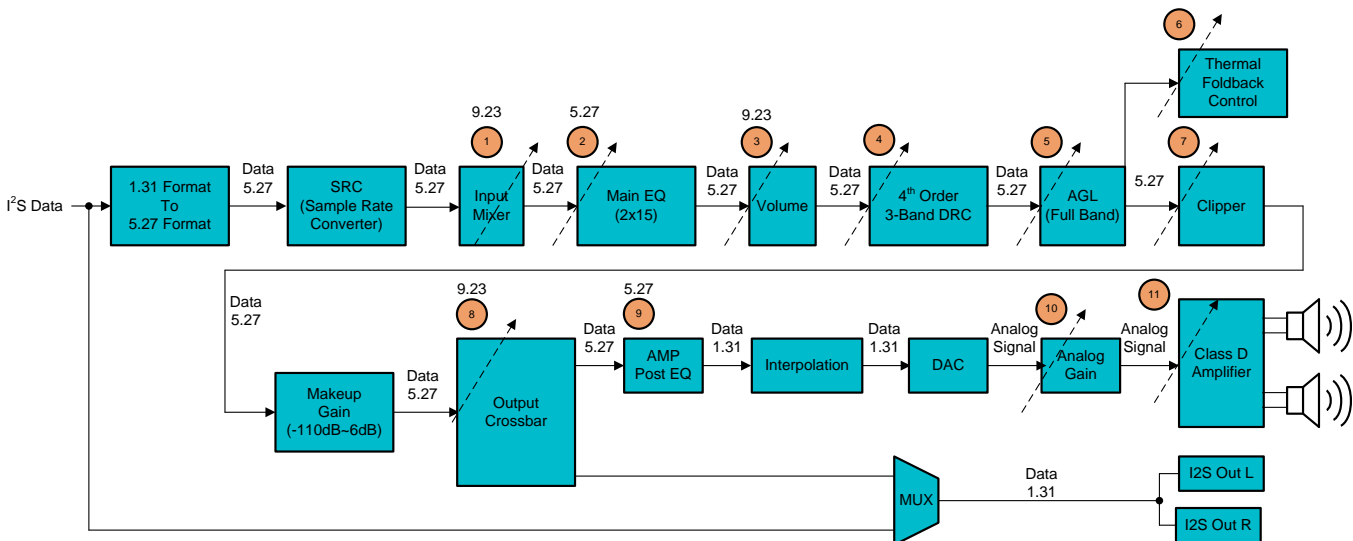 6
Thermal
Foldback
Control
9.23
5.27
9.23
1
2
3
4
5
7
I²S Data
1.31 Format
To
5.27 Format
Data
5.27
SRC
(Sample Rate
Converter)
Data
5.27
Input
Mixer
Data
5.27
Main EQ
(2x15)
Data
5.27
Volume
Data
5.27
4th Order
3-Band DRC
Data
5.27
AGL
(Full Band)
5.27
Clipper
Data
5.27
Makeup
Gain
(-110dB~6dB)
Data
5.27
9.23
8
Output
Crossbar
Data
5.27
5.27
9
AMP
Post EQ
Data
1.31
Interpolation
Data
1.31
DAC
Analog
Signal
10
Analog
Gain
Analog
Signal
11
Class D
Amplifier
MUX
Data
1.31
I2S Out L
I2S Out R